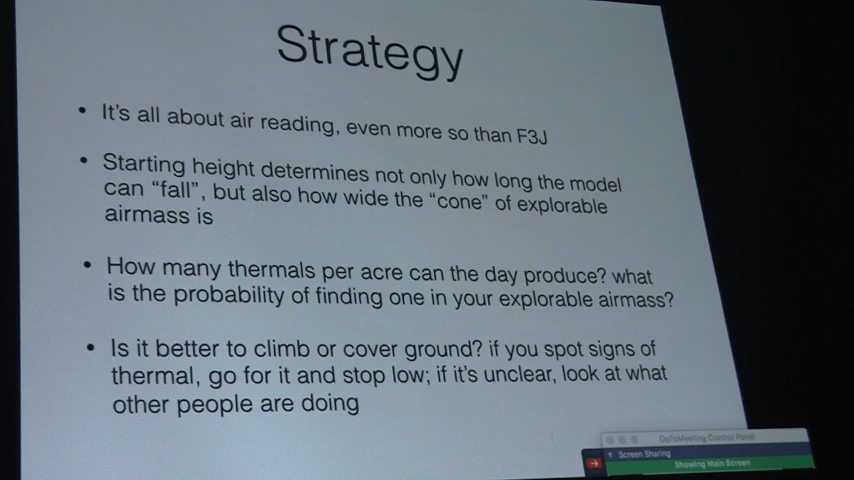 Strategy
• It's all about air reading, even more so than F3J
• Starting height determines not only how long the model
can "fall", but also how wide the "cone" of explorable
airmass is
• How many thermals per acre can the day produce? what
is the probability of finding one in your explorable airmass?
• Is it better to climb or cover ground? if you spot signs of
thermal, go for it and stop low; if it's unclear, look at what
other people are doing
GoToMeeting Control Panel
Screen Sharing
Showing Main Screen